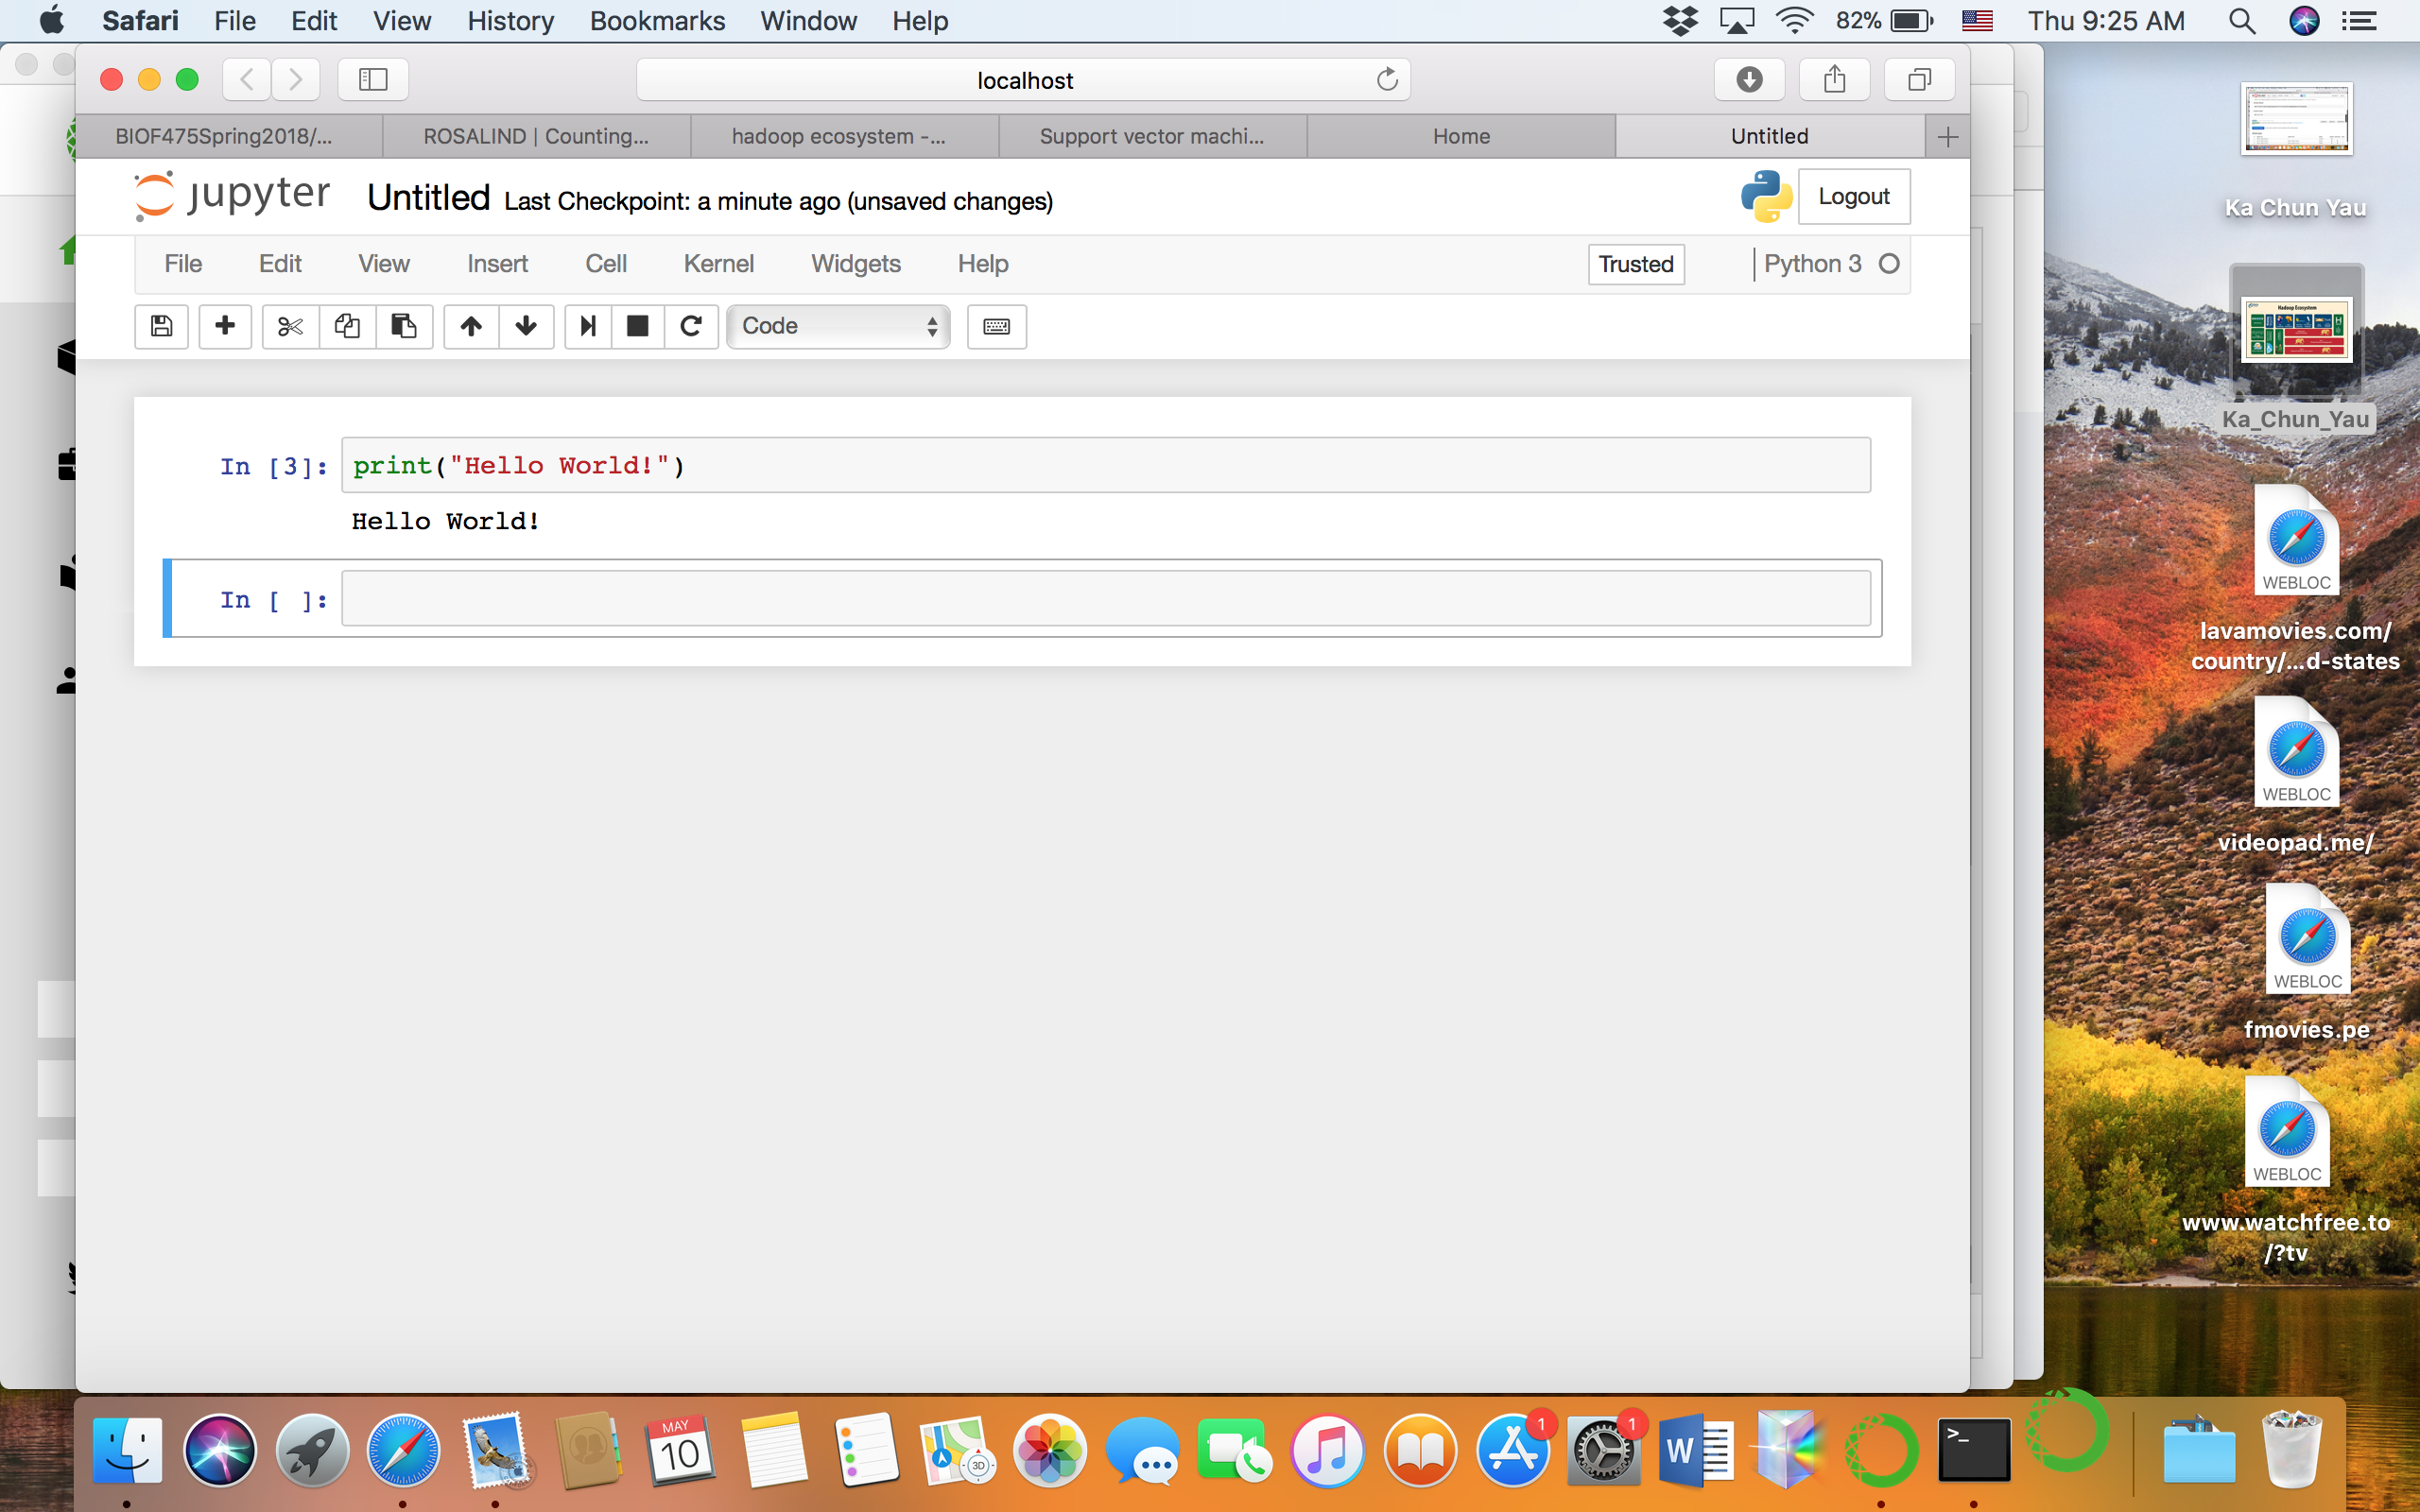 Safari File Edit View History Bookmarks Window Help 82% Thu 9:25 AM
localhost
BIOF475Spring2018/... ROSALIND | Counting... hadoop ecosystem -... Support vector machi... Home Untitled
jupyter Untitled Last Checkpoint: a minute ago (unsaved changes) Logout
File Edit View Insert Cell Kernel Widgets Help Trusted Python 3
Code
In [3]: print("Hello World!")
Hello World!
In [ ]:
Ka Chun Yau
Hadoop Ecosystem
Ka_Chun_Yau
WEBLOC
lavamovies.com/
country/...d-states
WEBLOC
videopad.me/
WEBLOC
fmovies.pe
WEBLOC
www.watchfree.to
/?tv
MAY
10
3D
1
1
W
>_